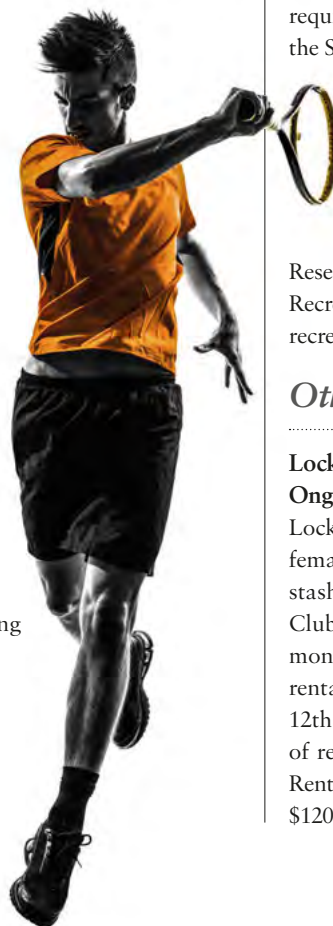 requi
the S
Rese
Recr
recre
Oth
Lock
Ong
Lock
fema
stash
Club
ng
mon
renta
12th
of re
Rent
$120